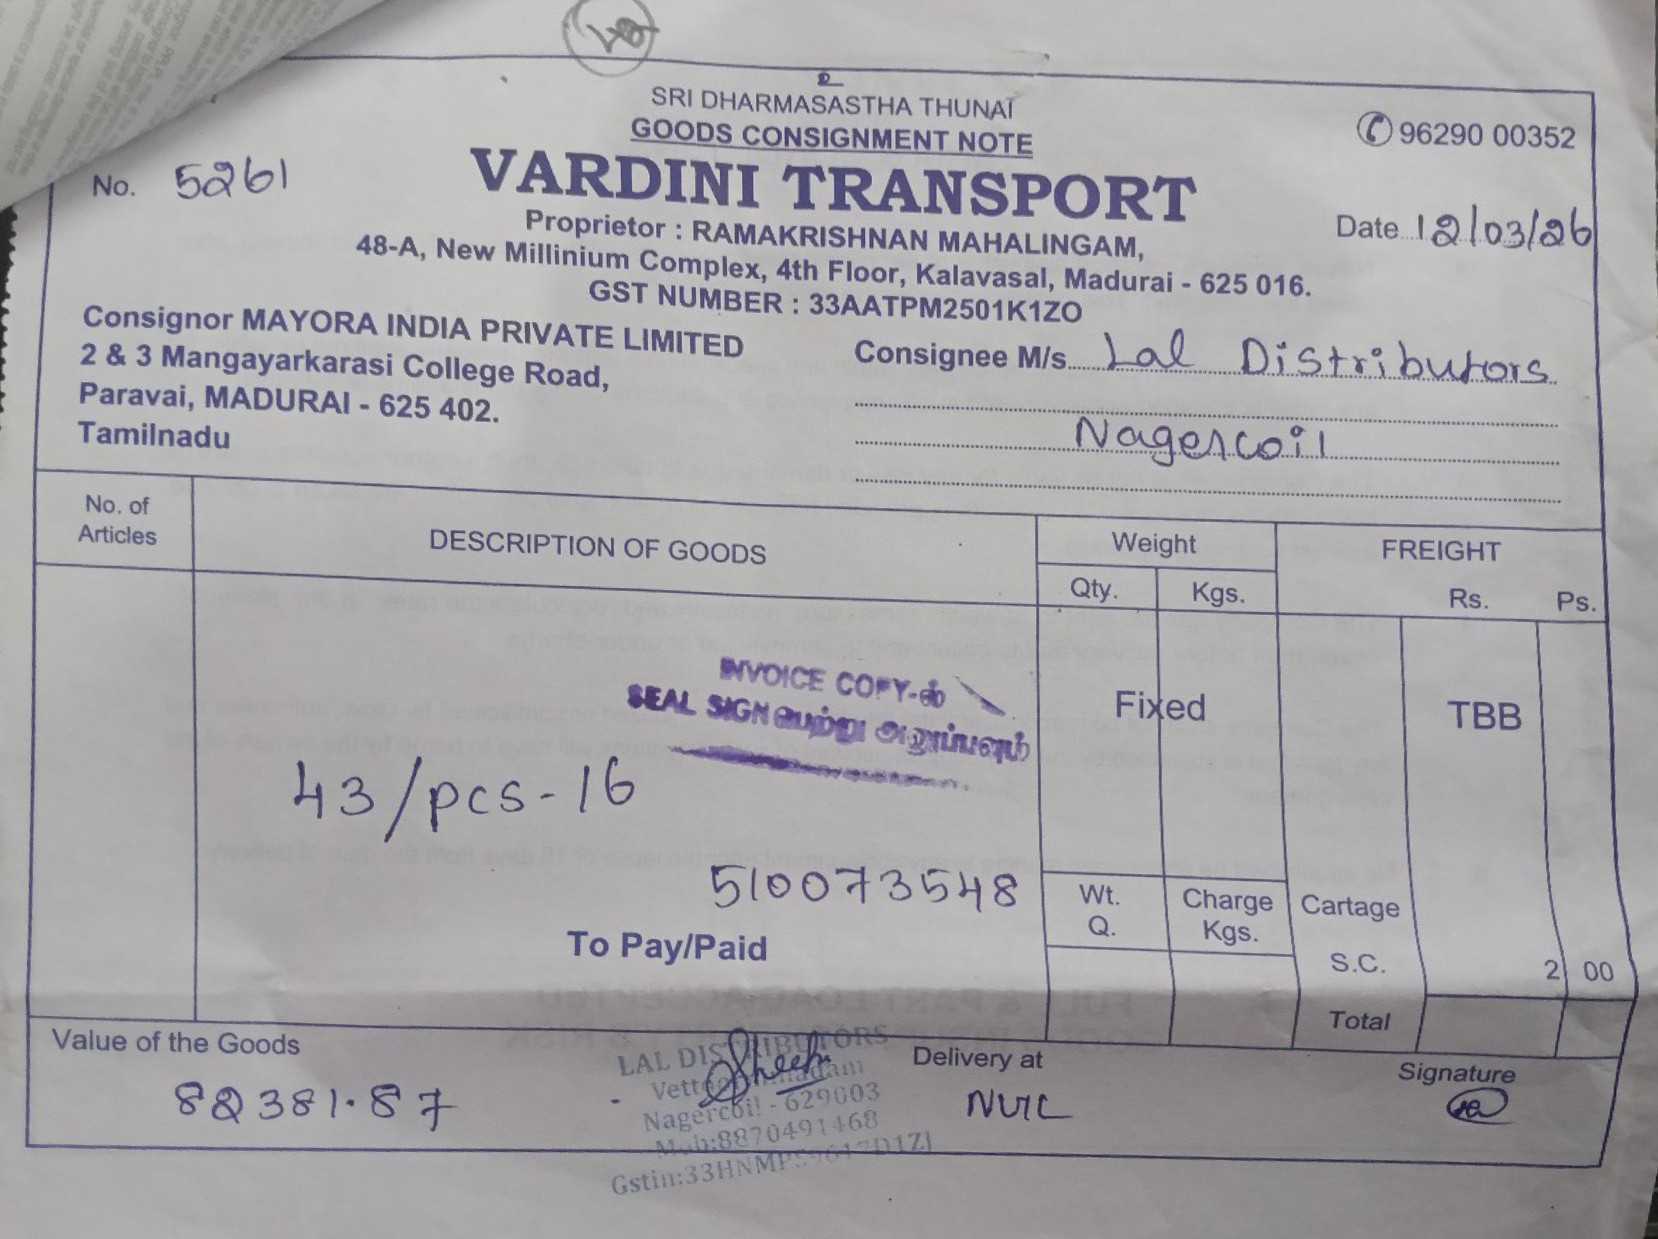 SRI DHARMASASTHA THUNAI
GOODS CONSIGNMENT NOTE
96290 00352
No. 5261
VARDINI TRANSPORT
Date 12/03/26
Proprietor : RAMAKRISHNAN MAHALINGAM,
48-A, New Millinium Complex, 4th Floor, Kalavasal, Madurai - 625 016.
GST NUMBER : 33AATPM2501K1ZO
Consignor MAYORA INDIA PRIVATE LIMITED
2 & 3 Mangayarkarasi College Road,
Paravai, MADURAI - 625 402.
Tamilnadu
Consignee M/s. Lal Distributors
Nagercoil
No. of
Articles
DESCRIPTION OF GOODS
Weight
Qty. Kgs.
FREIGHT
Rs. Ps.
INVOICE COPY-ல்
SEAL SIGN பெற்று அனுப்பவும்
Fixed
TBB
43/pcs-16
510073548
To Pay/Paid
Wt.
Q.
Charge
Kgs.
Cartage
S.C. 2 00
Total
Value of the Goods
82381.87
LAL DISTRIBUTORS
Nagercoil - 629003
Mob:8870491468
Delivery at
Signature